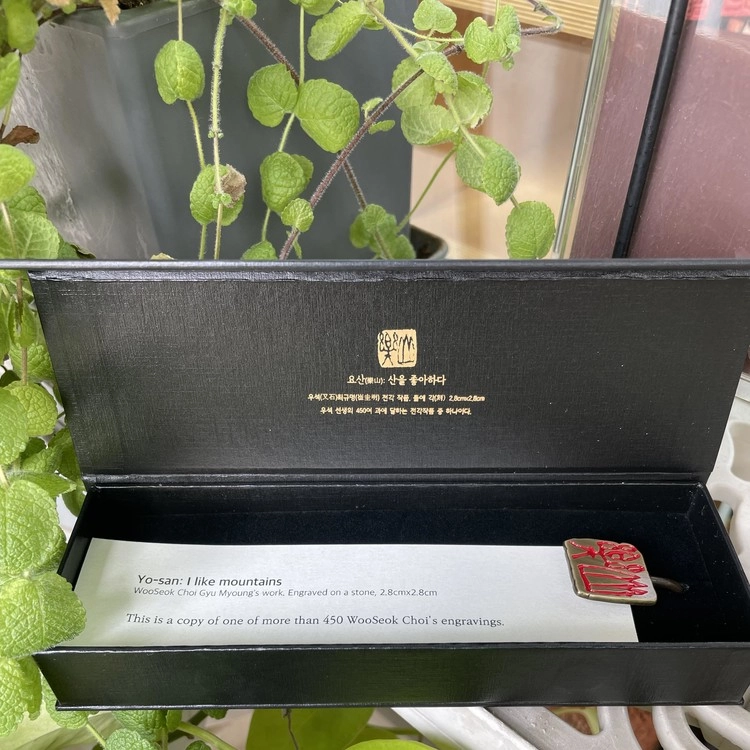 樂山
요산(樂山): 산을 좋아하다
우석(又石)최규명(崔圭明) 전각 작품, 돌에 각(刻) 2.8cmx2.8cm
우석 선생의 450여 과에 달하는 전각작품 중 하나이다.
Yo-san: I like mountains
WooSeok Choi Gyu Myoung's work, Engraved on a stone, 2.8cmx2.8cm
This is a copy of one of more than 450 WooSeok Choi's engravings.